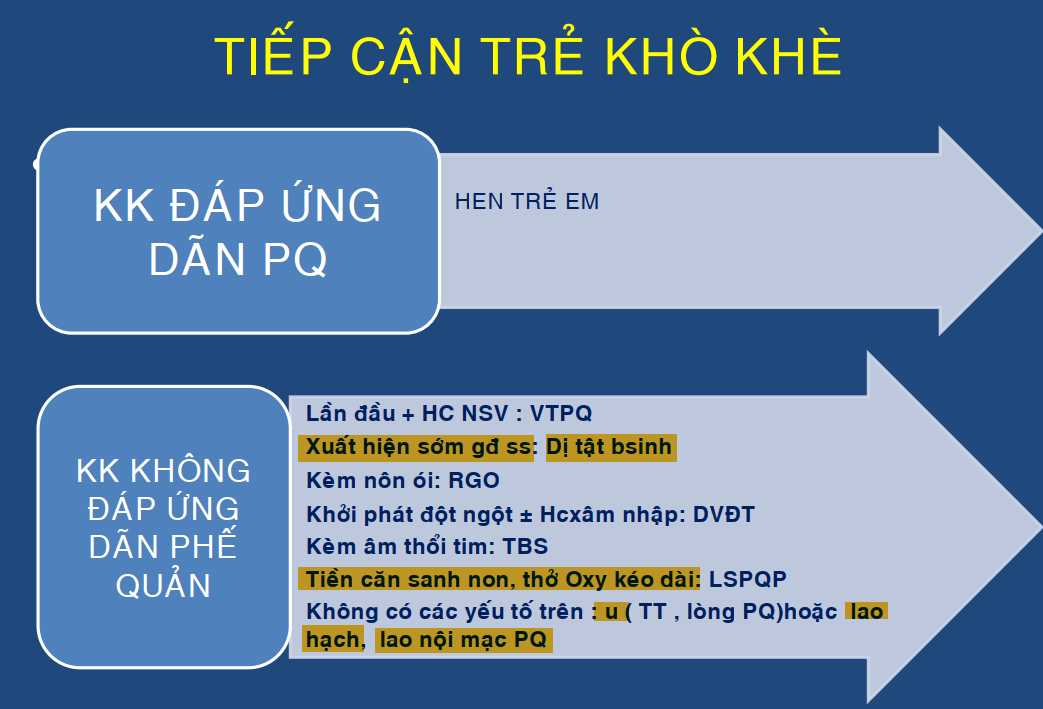 TIẾP CẬN TRẺ KHÒ KHÈ
KK ĐÁP ỨNG
DÃN PQ
HEN TRẺ EM
KK KHÔNG
ĐÁP ỨNG
DÃN PHẾ
QUẢN
Lần đầu + HC NSV : VTPQ
Xuất hiện sớm gđ ss: Dị tật bsinh
Kèm nôn ói: RGO
Khởi phát đột ngột ± Hcxâm nhập: DVĐT
Kèm âm thổi tim: TBS
Tiền căn sanh non, thở Oxy kéo dài: LSPQP
Không có các yếu tố trên : u ( TT , lòng PQ)hoặc lao
hạch, lao nội mạc PQ